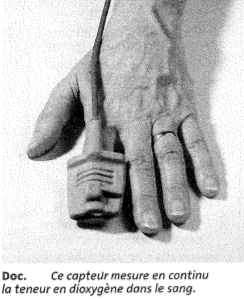 Doc. Ce capteur mesure en continu
la teneur en dioxygène dans le sang.